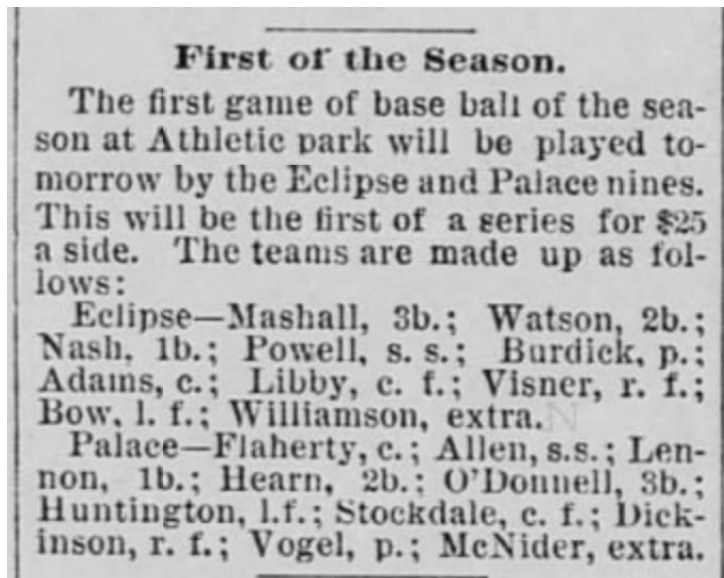 First of the Season.
The first game of base ball of the sea-
son at Athletic park will be played to-
morrow by the Eclipse and Palace nines.
This will be the first of a series for $25
a side. The teams are made up as fol-
lows:
Eclipse—Mashall, 3b.; Watson, 2b.;
Nash, 1b.; Powell, s. s.; Burdick, p.;
Adams, c.; Libby, c. f.; Visner, r. f.;
Bow, l. f.; Williamson, extra.
Palace—Flaherty, c.; Allen, s.s.; Len-
non, 1b.; Hearn, 2b.; O'Donnell, 3b.;
Huntington, l.f.; Stockdale, c. f.; Dick-
inson, r. f.; Vogel, p.; McNider, extra.